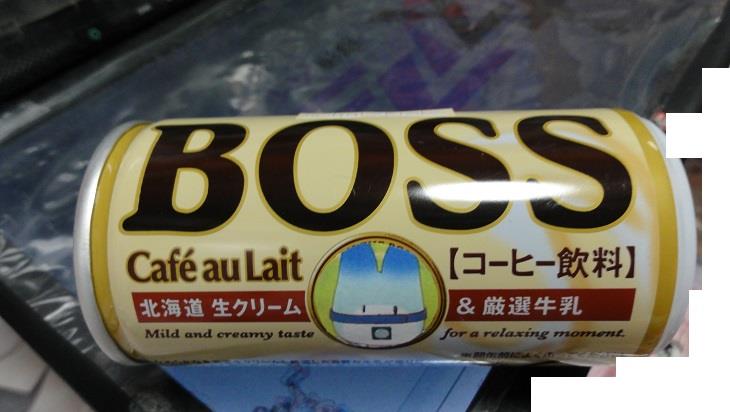 BOSS
Café au Lait
【コーヒー飲料】
北海道 生クリーム & 厳選牛乳
Mild and creamy taste for a relaxing moment.